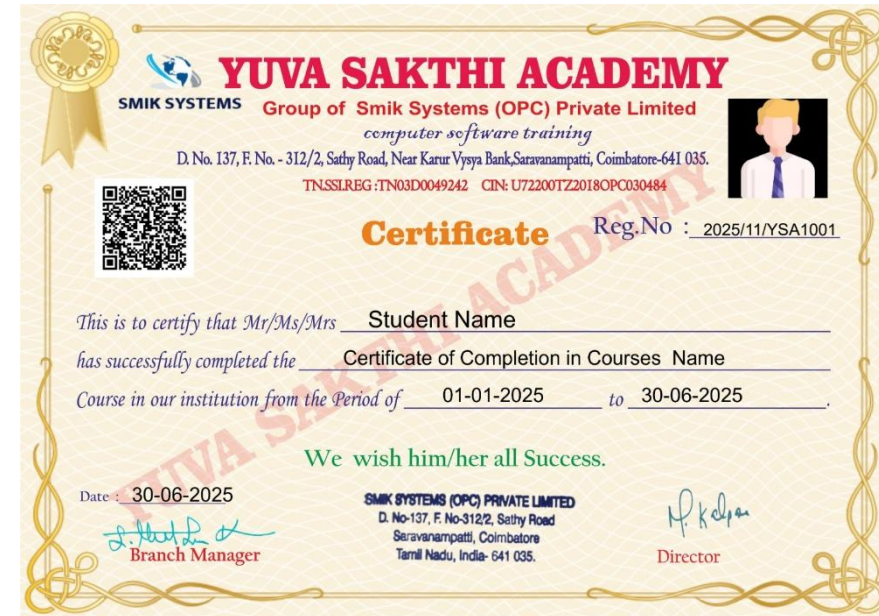 YUVA SAKTHI ACADEMY
SMIK SYSTEMS
Group of Smik Systems (OPC) Private Limited
computer software training
D. No. 137, F. No. - 312/2, Sathy Road, Near Karur Vysya Bank,Saravanampatti, Coimbatore-641 035.
TN.SSI.REG :TN03D0049242 CIN: U72200TZ2018OPC030484
Certificate
Reg.No : 2025/11/YSA1001
YUVA SAKTHI ACADEMY
This is to certify that Mr/Ms/Mrs Student Name
has successfully completed the Certificate of Completion in Courses Name
Course in our institution from the Period of 01-01-2025 to 30-06-2025.
We wish him/her all Success.
Date : 30-06-2025
SMIK SYSTEMS (OPC) PRIVATE LIMITED
D. No-137, F. No-312/2, Sathy Road
Saravanampatti, Coimbatore
Tamil Nadu, India- 641 035.
Branch Manager
Director